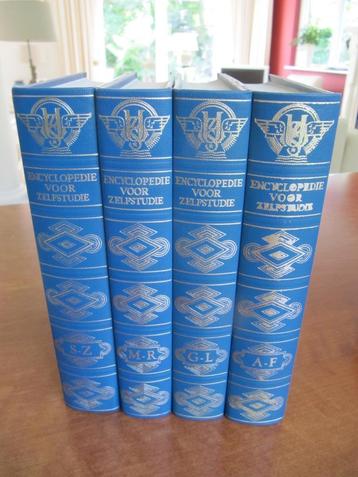 ENCYCLOPEDIE
VOOR
ZELFSTUDIE
S-Z
ENCYCLOPEDIE
VOOR
ZELFSTUDIE
M-R
ENCYCLOPEDIE
VOOR
ZELFSTUDIE
G-L
ENCYCLOPEDIE
VOOR
ZELFSTUDIE
A-F